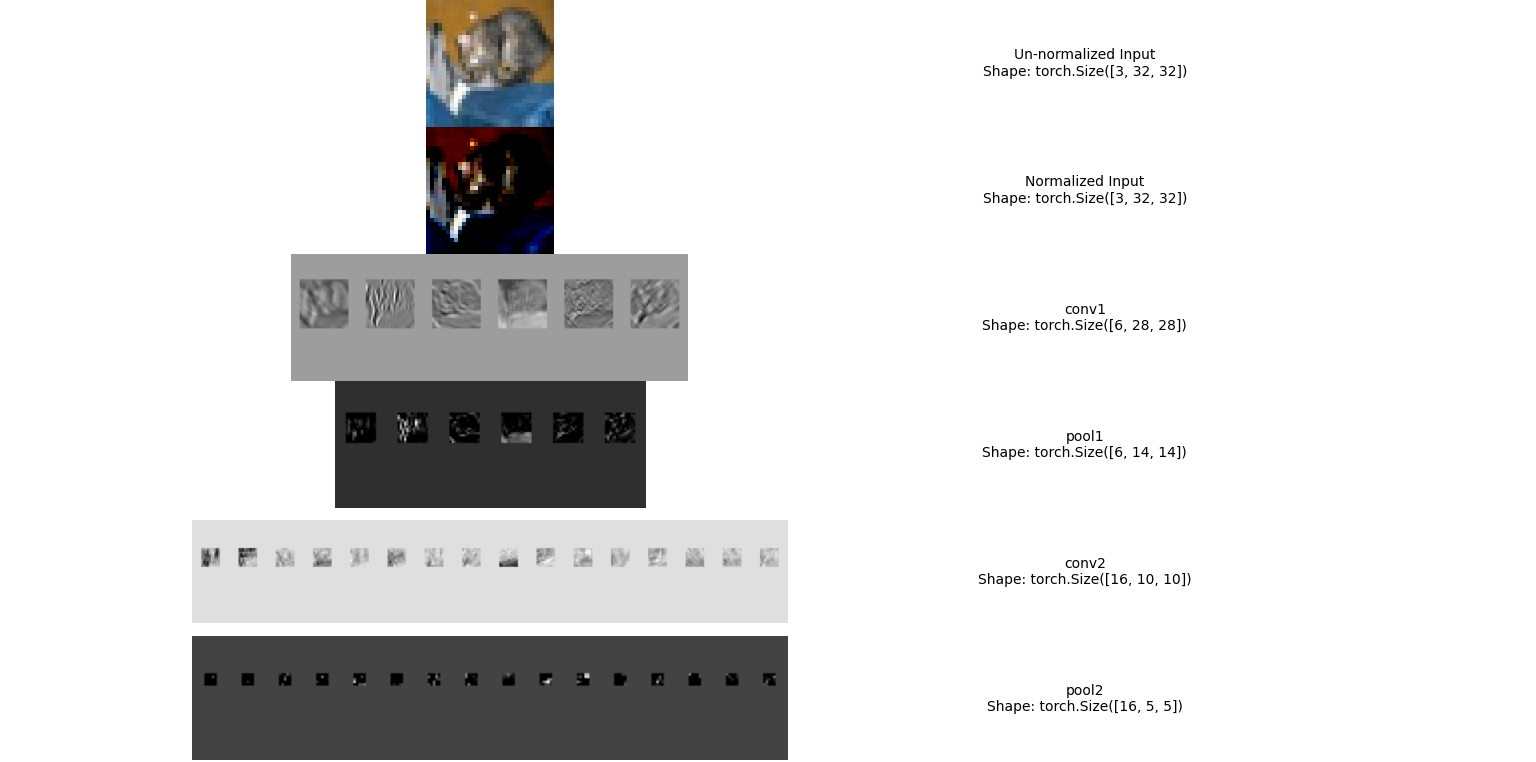 Un-normalized Input
Shape: torch.Size([3, 32, 32])
Normalized Input
Shape: torch.Size([3, 32, 32])
conv1
Shape: torch.Size([6, 28, 28])
pool1
Shape: torch.Size([6, 14, 14])
conv2
Shape: torch.Size([16, 10, 10])
pool2
Shape: torch.Size([16, 5, 5])